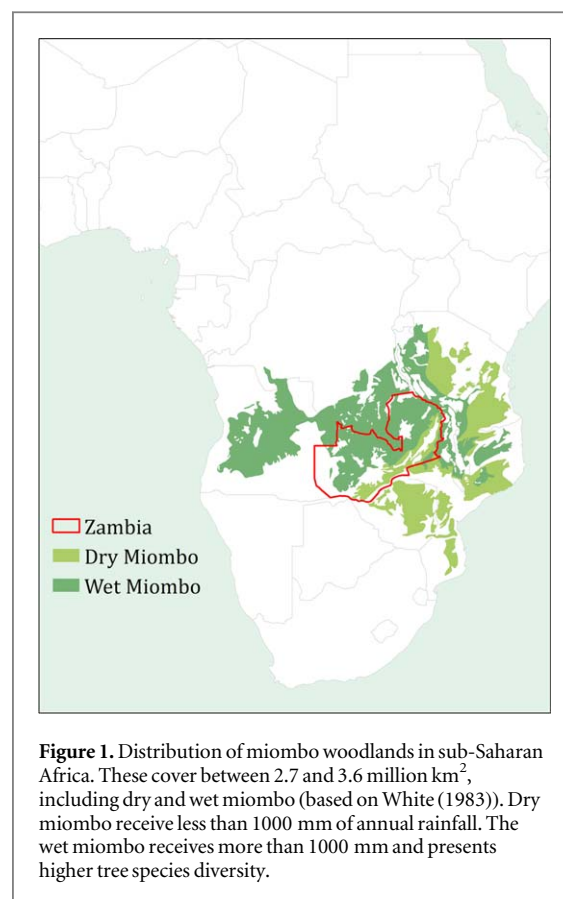 Zambia
Dry Miombo
Wet Miombo
Figure 1. Distribution of miombo woodlands in sub-Saharan
Africa. These cover between 2.7 and 3.6 million km²,
including dry and wet miombo (based on White (1983)). Dry
miombo receive less than 1000 mm of annual rainfall. The
wet miombo receives more than 1000 mm and presents
higher tree species diversity.